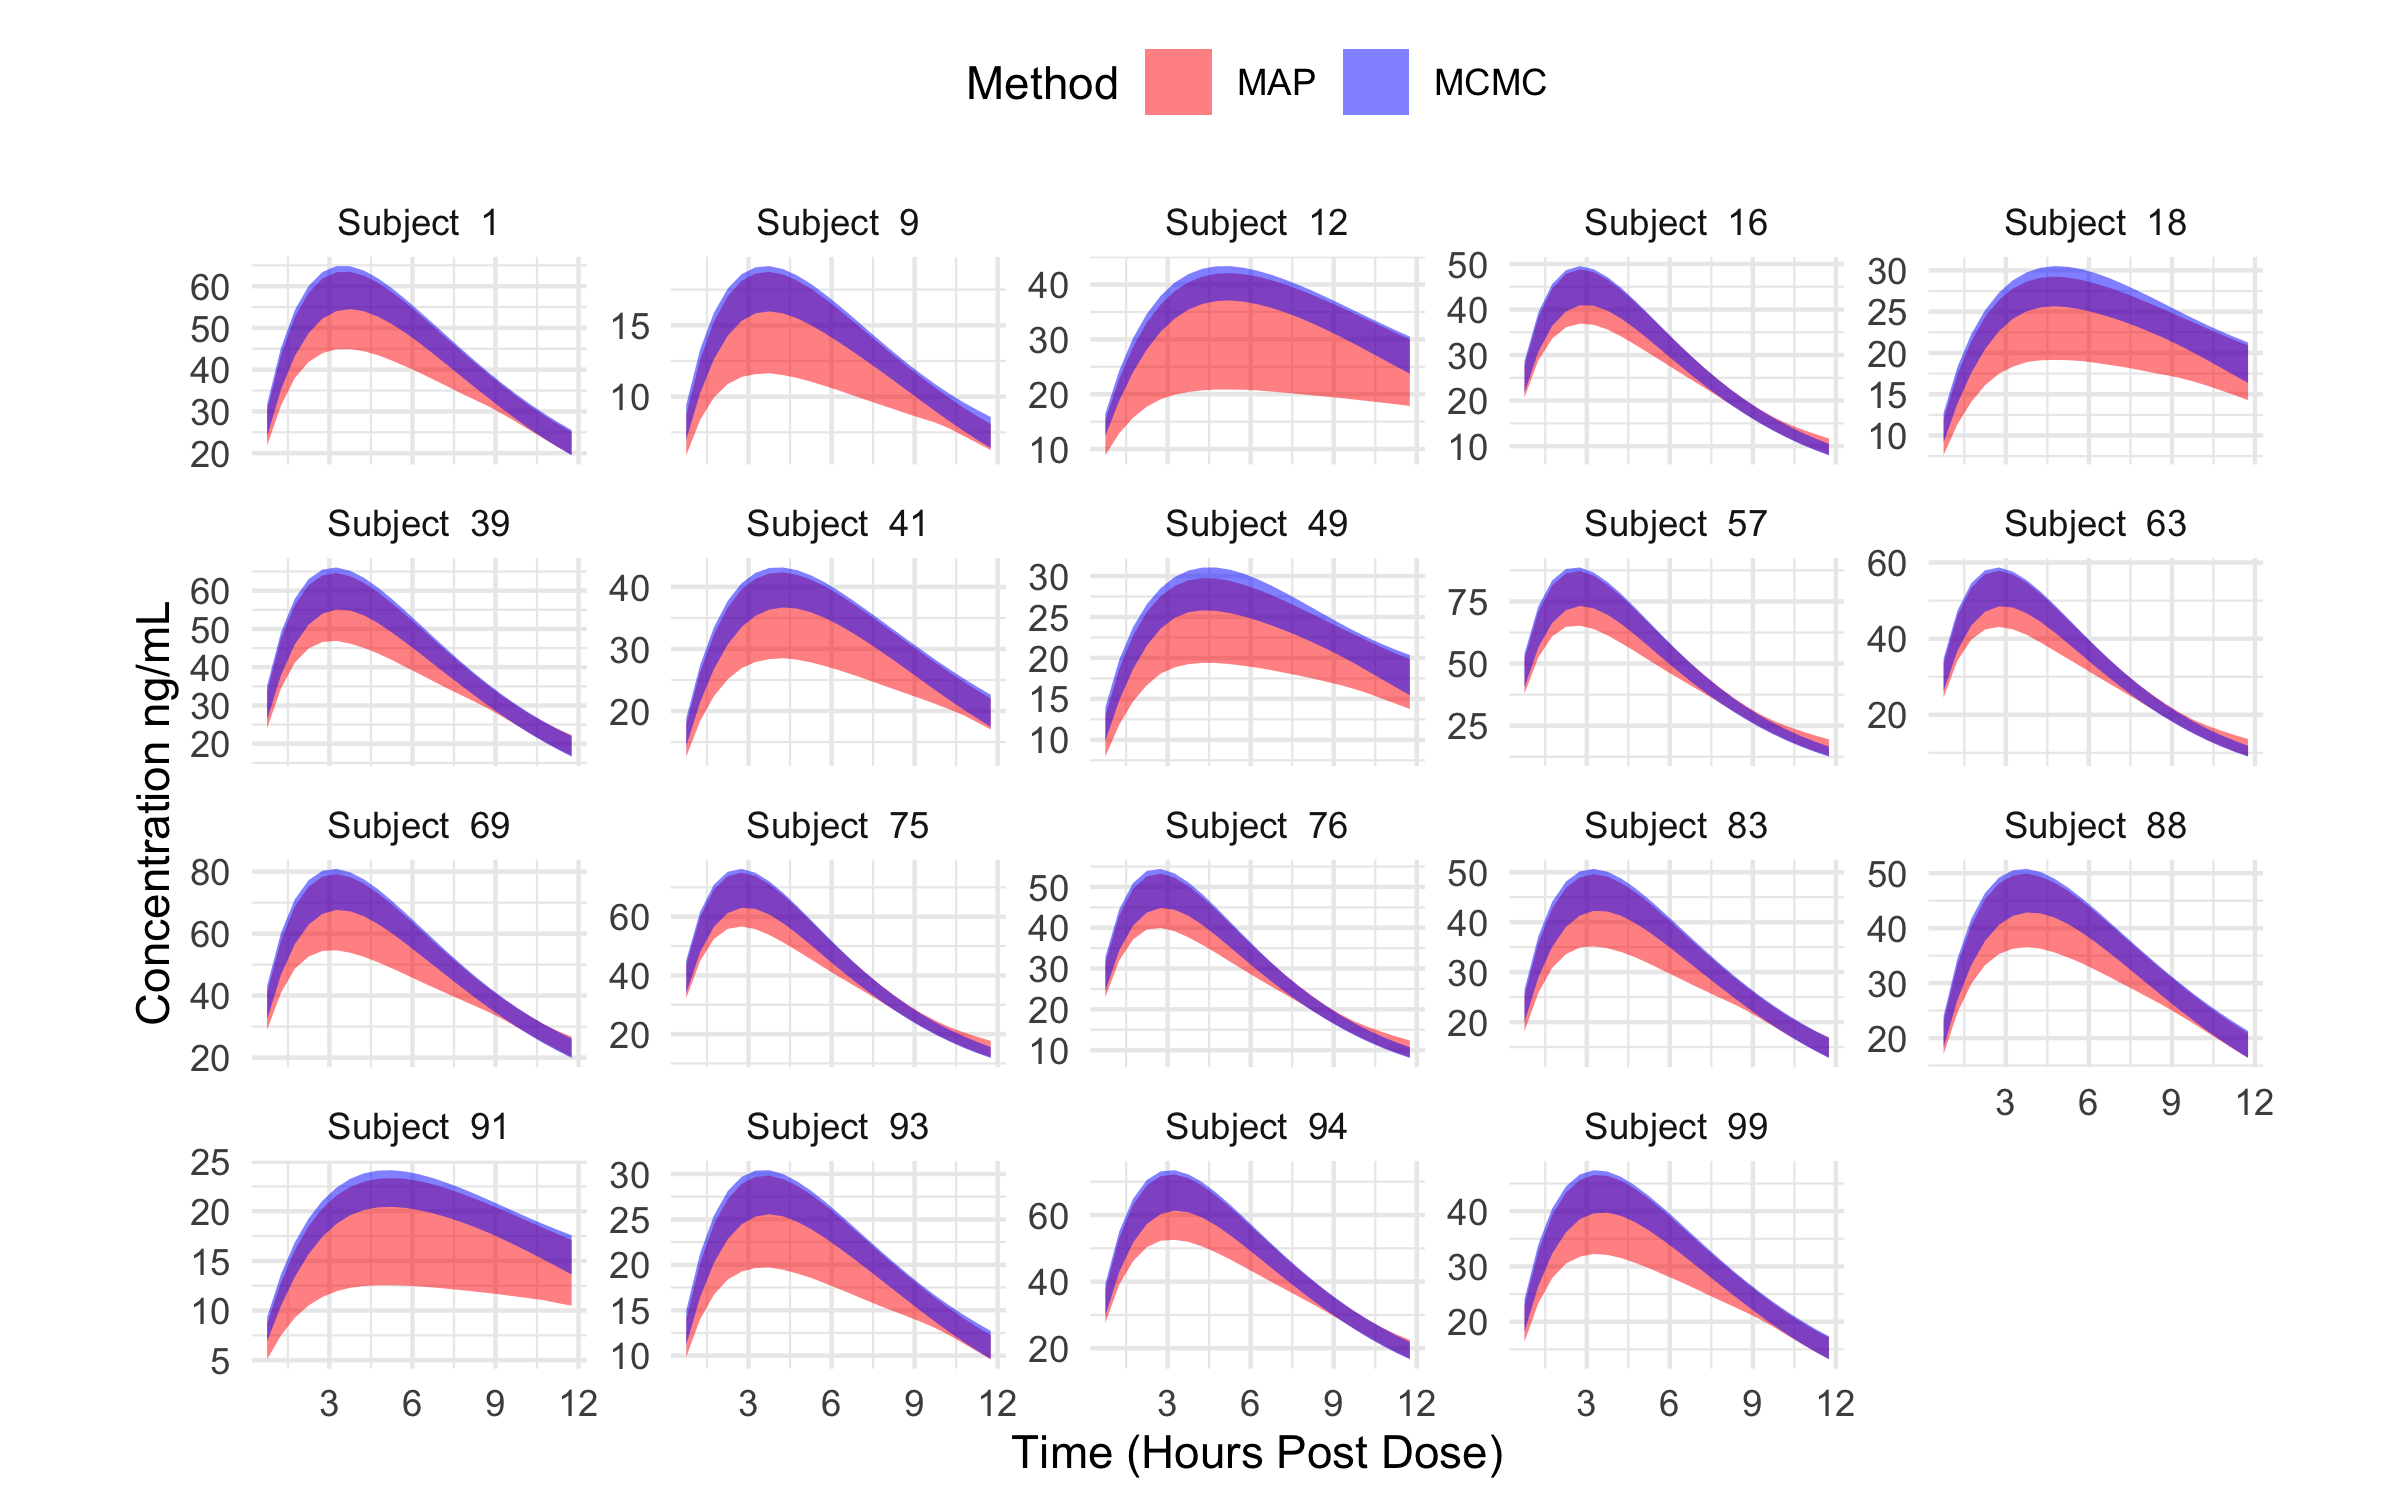 Method MAP MCMC
Subject 1 Subject 9 Subject 12 Subject 16 Subject 18
60 50 40 30 20
15 10
40 30 20 10
50 40 30 20 10
30 25 20 15 10
Subject 39 Subject 41 Subject 49 Subject 57 Subject 63
60 50 40 30 20
40 30 20
30 25 20 15 10
75 50 25
60 40 20
Subject 69 Subject 75 Subject 76 Subject 83 Subject 88
80 60 40 20
60 40 20
50 40 30 20 10
50 40 30 20
50 40 30 20
3 6 9 12
Subject 91 Subject 93 Subject 94 Subject 99
25 20 15 10 5
30 25 20 15 10
60 40 20
40 30 20
3 6 9 12 3 6 9 12 3 6 9 12 3 6 9 12
Time (Hours Post Dose)
Concentration ng/mL